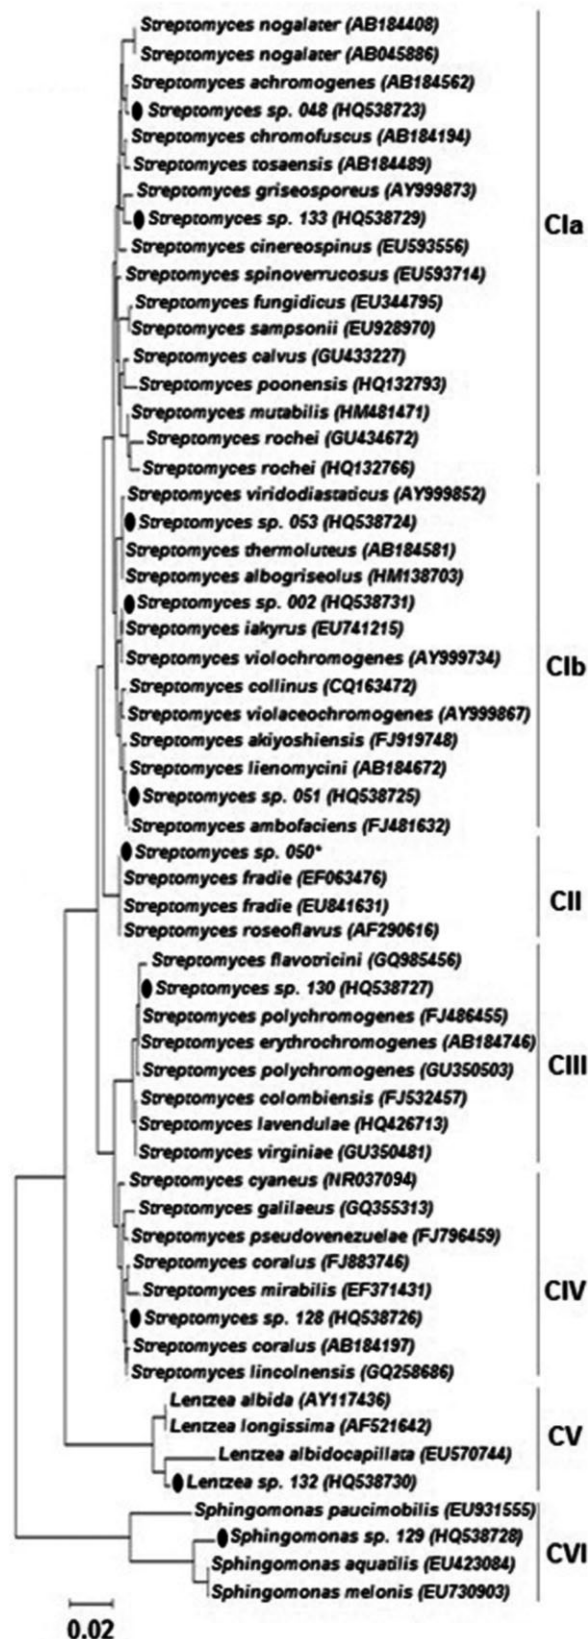 Streptomyces nogalater (AB184408)
Streptomyces nogalater (AB045886)
Streptomyces achromogenes (AB184562)
Streptomyces sp. 048 (HQ538723)
Streptomyces chromofuscus (AB184194)
Streptomyces tosaensis (AB184489)
Streptomyces griseosporeus (AY999873)
Streptomyces sp. 133 (HQ538729)
CIa
Streptomyces cinereospinus (EU593556)
Streptomyces spinoverrucosus (EU593714)
Streptomyces fungidicus (EU344795)
Streptomyces sampsonii (EU928970)
Streptomyces calvus (GU433227)
Streptomyces poonensis (HQ132793)
Streptomyces mutabilis (HM481471)
Streptomyces rochei (GU434672)
Streptomyces rochei (HQ132766)
Streptomyces viridodiastaticus (AY999852)
Streptomyces sp. 053 (HQ538724)
Streptomyces thermoluteus (AB184581)
Streptomyces albogriseolus (HM138703)
Streptomyces sp. 002 (HQ538731)
Streptomyces iakyrus (EU741215)
Streptomyces violochromogenes (AY999734)
CIb
Streptomyces collinus (CQ163472)
Streptomyces violaceochromogenes (AY999867)
Streptomyces akiyoshiensis (FJ919748)
Streptomyces lienomycini (AB184672)
Streptomyces sp. 051 (HQ538725)
Streptomyces ambofaciens (FJ481632)
Streptomyces sp. 050*
Streptomyces fradie (EF063476)
CII
Streptomyces fradie (EU841631)
Streptomyces roseoflavus (AF290616)
Streptomyces flavotricini (GQ985456)
Streptomyces sp. 130 (HQ538727)
Streptomyces polychromogenes (FJ486455)
Streptomyces erythrochromogenes (AB184746)
CIII
Streptomyces polychromogenes (GU350503)
Streptomyces colombiensis (FJ532457)
Streptomyces lavendulae (HQ426713)
Streptomyces virginiae (GU350481)
Streptomyces cyaneus (NR037094)
Streptomyces galilaeus (GQ355313)
Streptomyces pseudovenezuelae (FJ796459)
Streptomyces coralus (FJ883746)
Streptomyces mirabilis (EF371431)
CIV
Streptomyces sp. 128 (HQ538726)
Streptomyces coralus (AB184197)
Streptomyces lincolnensis (GQ258686)
Lentzea albida (AY117436)
Lentzea longissima (AF521642)
CV
Lentzea albidocapillata (EU570744)
Lentzea sp. 132 (HQ538730)
Sphingomonas paucimobilis (EU931555)
Sphingomonas sp. 129 (HQ538728)
CVI
Sphingomonas aquatilis (EU423084)
Sphingomonas melonis (EU730903)
0.02